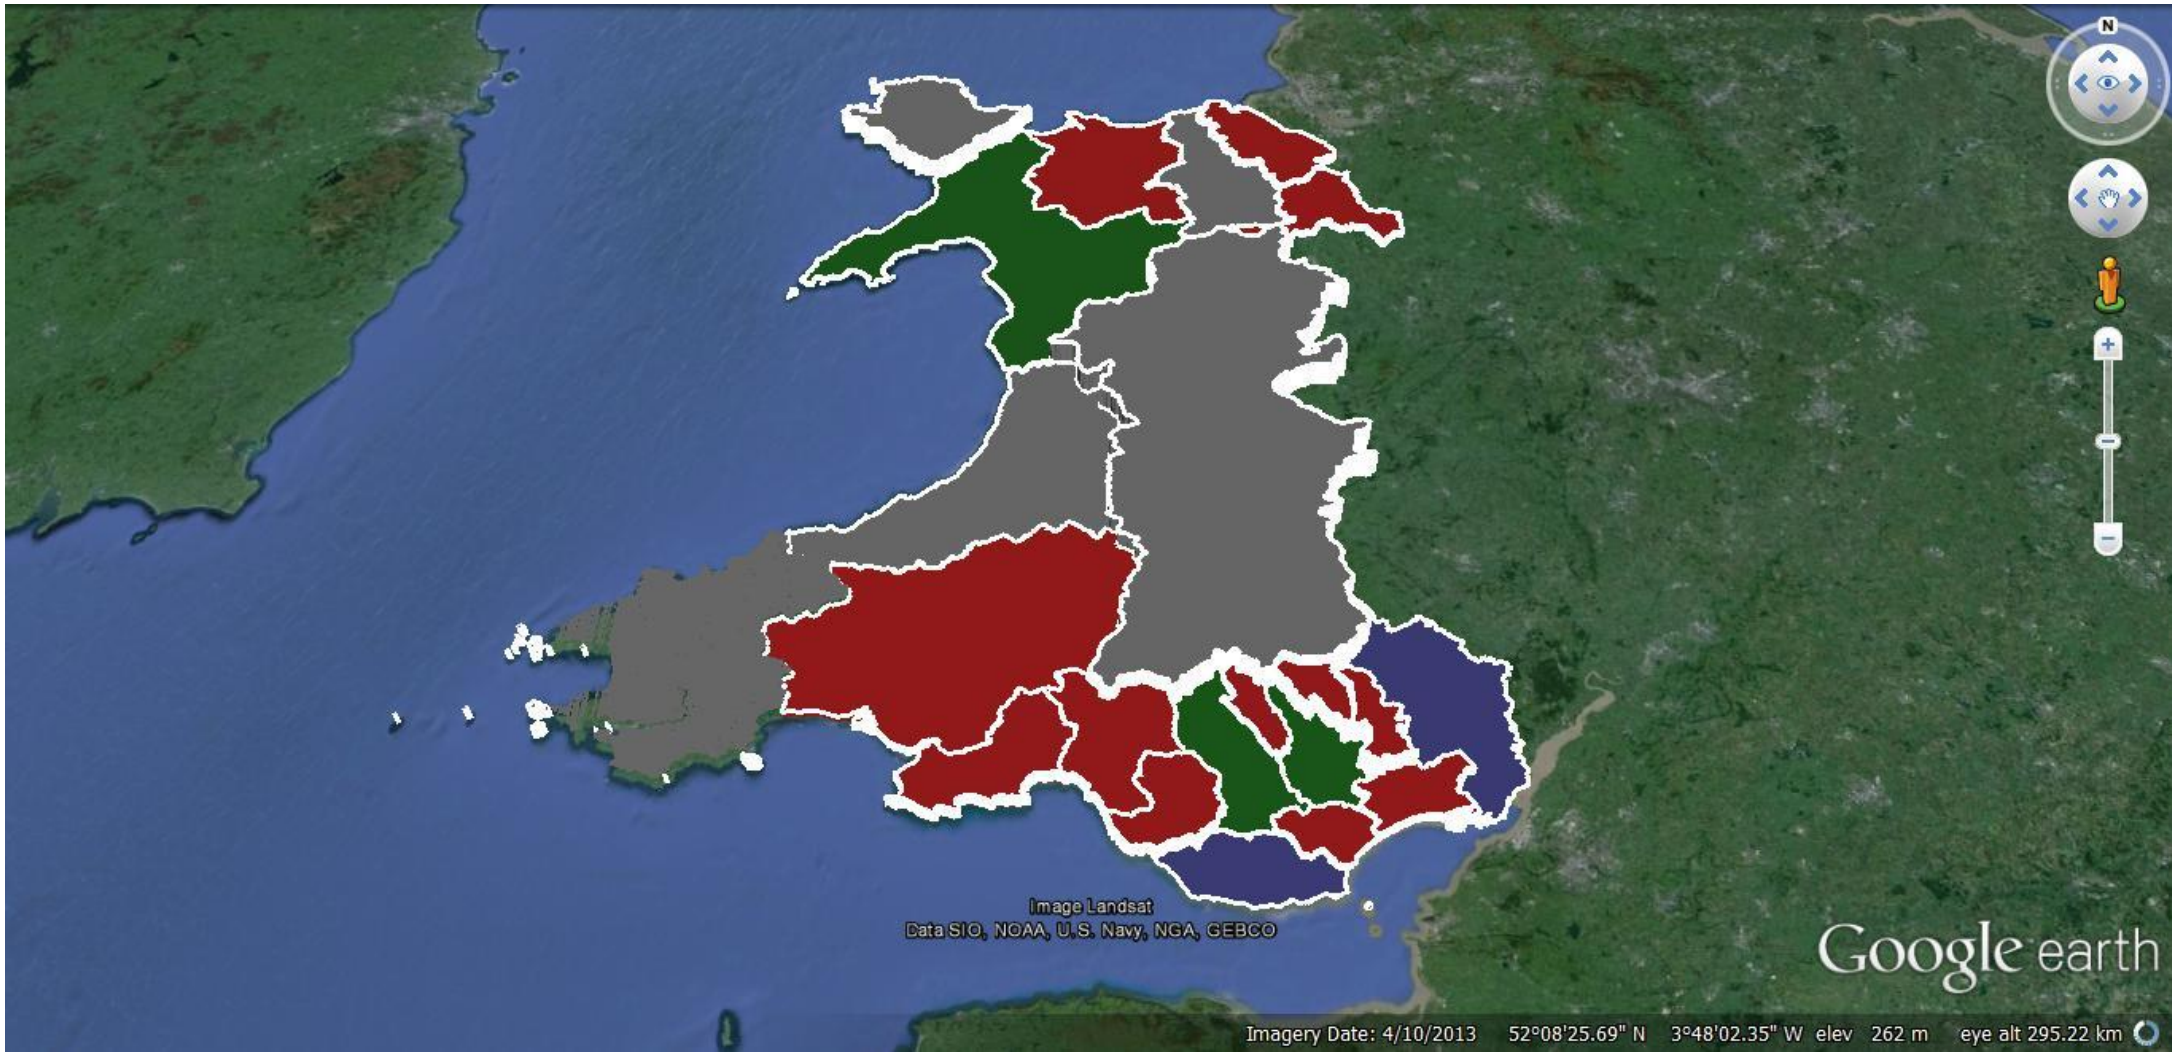 N
Image Landsat
Data SIO, NOAA, U.S. Navy, NGA, GEBCO
Google earth
Imagery Date: 4/10/2013 52°08'25.69" N 3°48'02.35" W elev 262 m eye alt 295.22 km